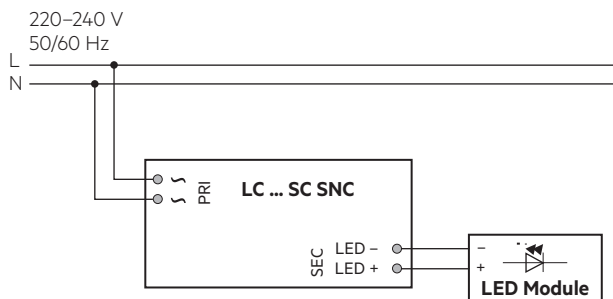 220–240 V
50/60 Hz
L
N
~
~
PRI
LC ... SC SNC
SEC
LED –
LED +
–
+
LED Module